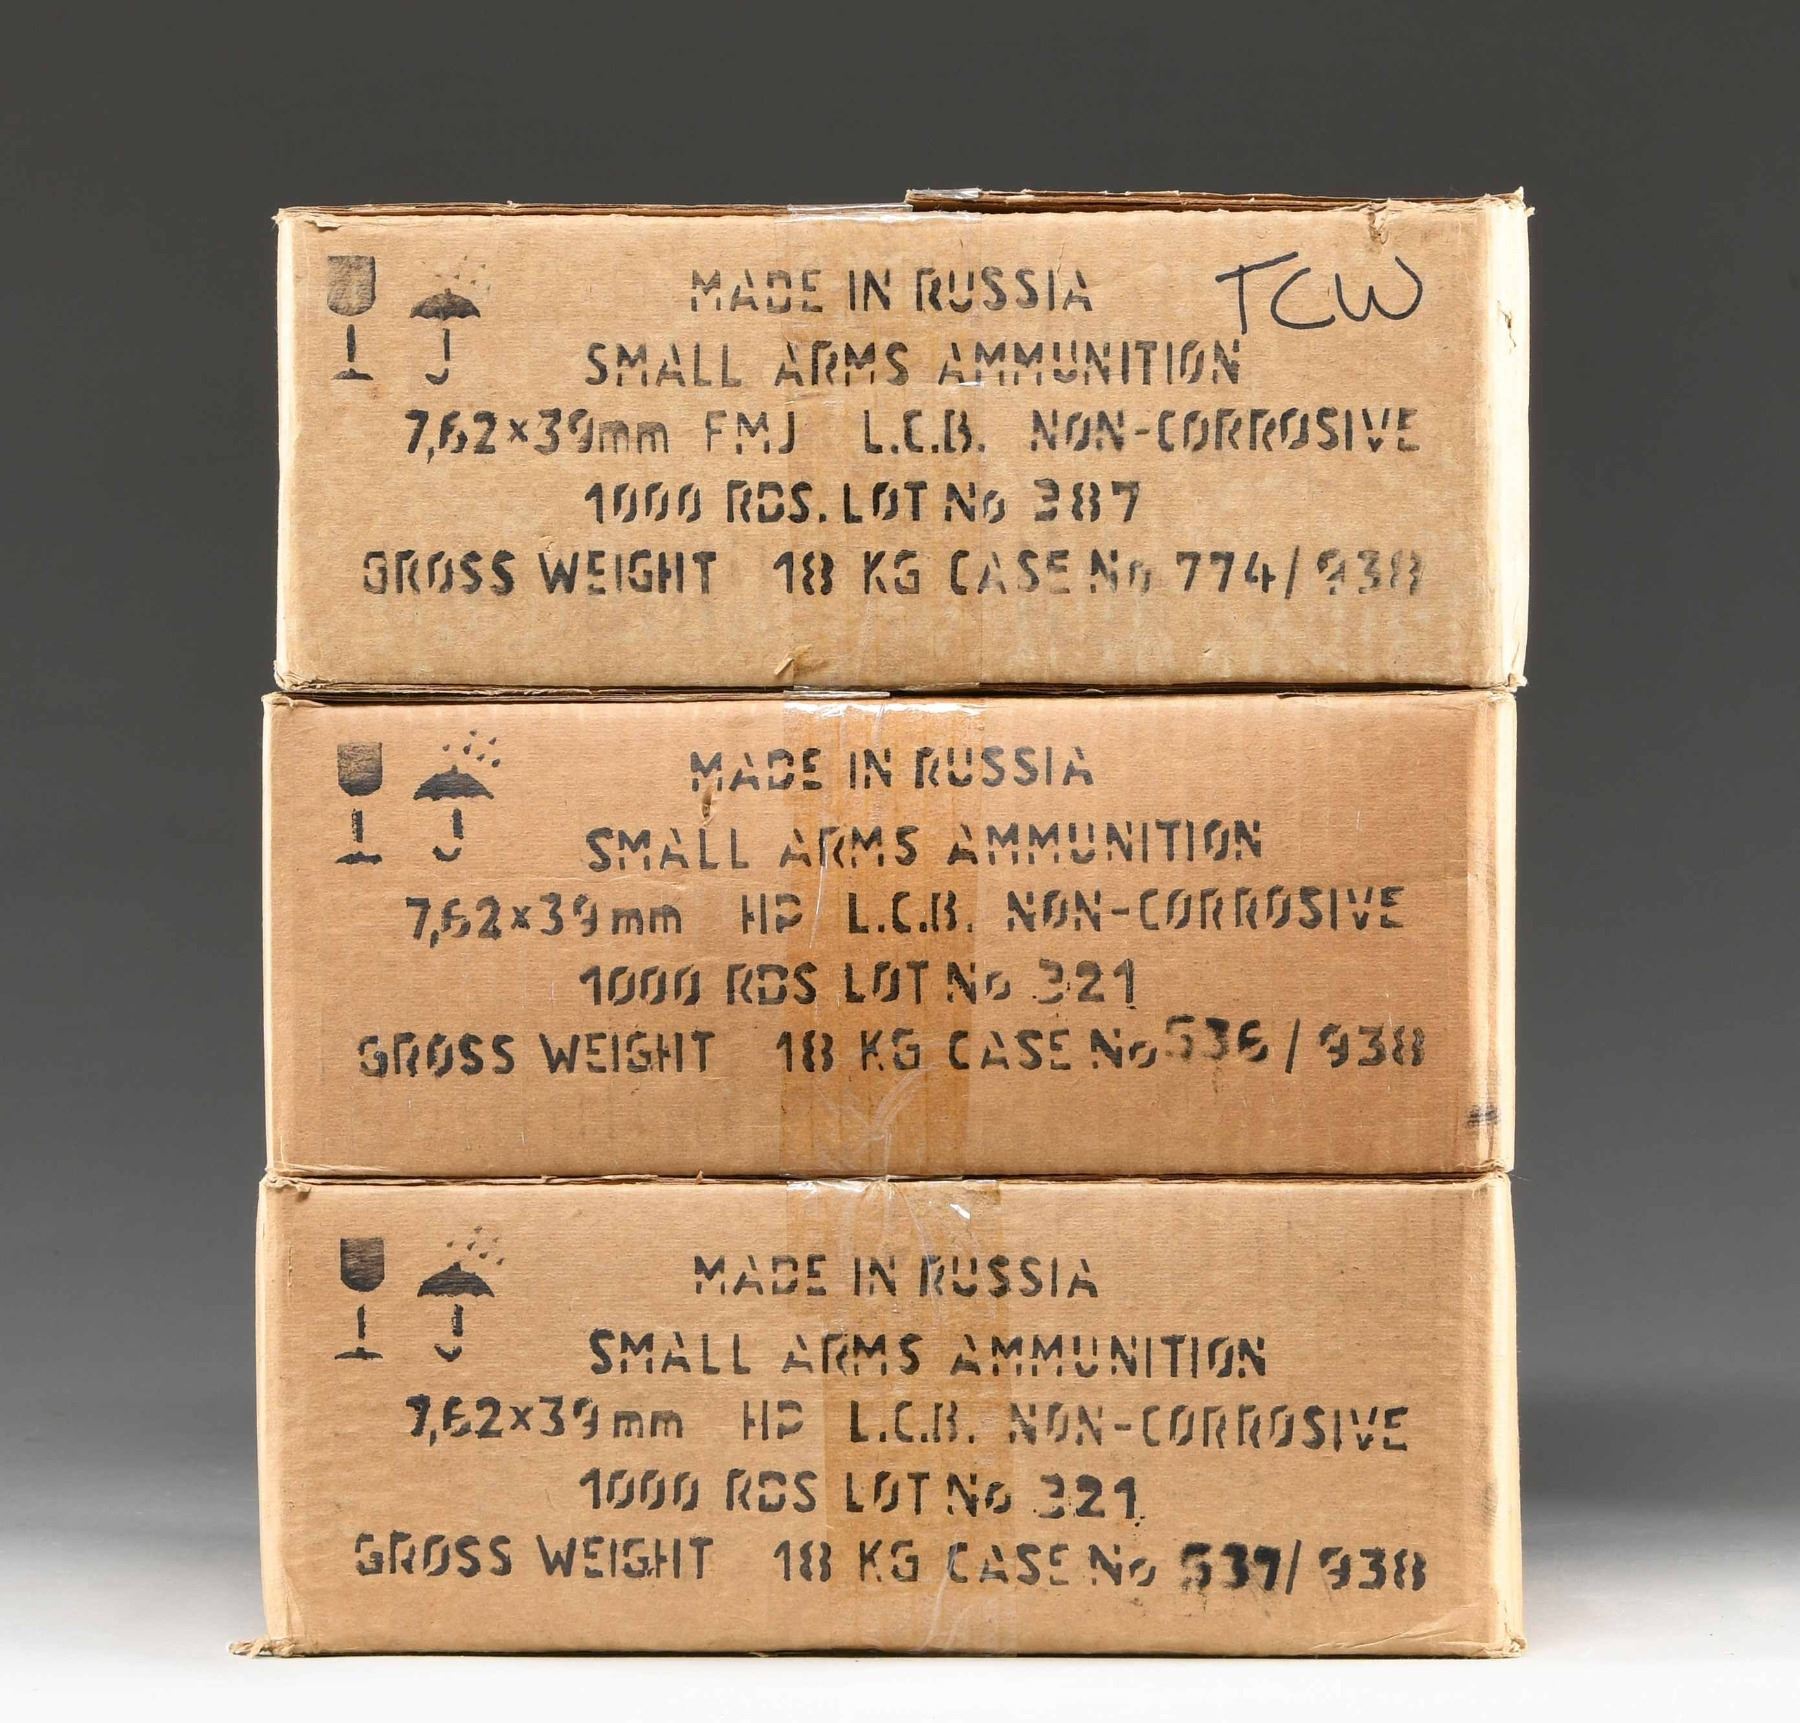 MADE IN RUSSIA TCW
SMALL ARMS AMMUNITION
7,62×39mm FMJ L.C.B. NON-CORROSIVE
1000 RDS. LOT No 387
GROSS WEIGHT 18 KG CASE No 774/938
MADE IN RUSSIA
SMALL ARMS AMMUNITION
7,62×39mm HP L.C.B. NON-CORROSIVE
1000 RDS LOT No 321
GROSS WEIGHT 18 KG CASE No 536/938
MADE IN RUSSIA
SMALL ARMS AMMUNITION
7,62×39mm HP L.C.B. NON-CORROSIVE
1000 RDS LOT No 321
GROSS WEIGHT 18 KG CASE No 537/938